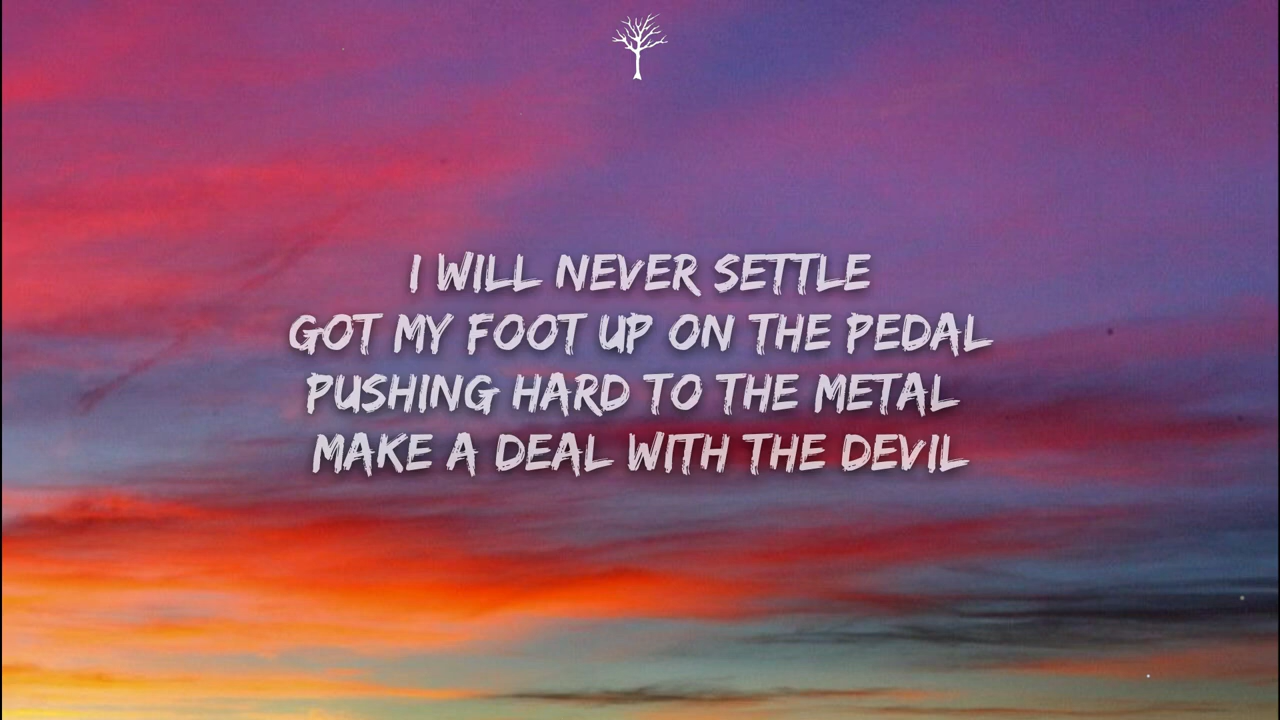 I WILL NEVER SETTLE
GOT MY FOOT UP ON THE PEDAL
PUSHING HARD TO THE METAL
MAKE A DEAL WITH THE DEVIL